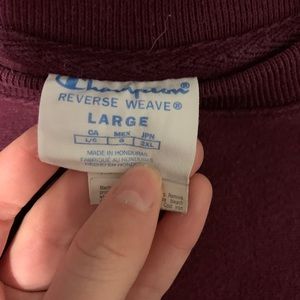 Champion®
REVERSE WEAVE®
LARGE
CA MEX JPN
L/G G 2XL
MADE IN HONDURAS
FABRIQUÉ AU HONDURAS
HECHO EN HONDURAS